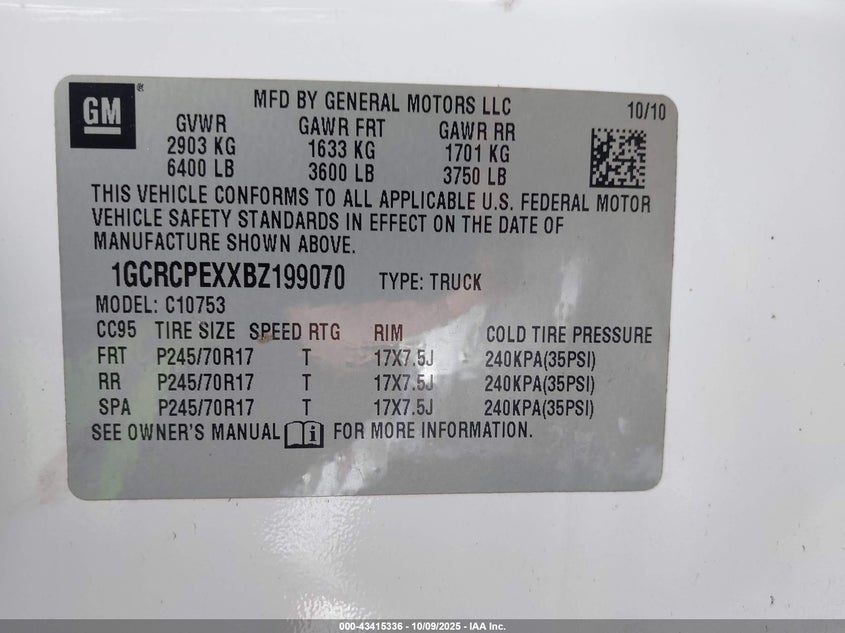 GM
MFD BY GENERAL MOTORS LLC
10/10
GVWR GAWR FRT GAWR RR
2903 KG 1633 KG 1701 KG
6400 LB 3600 LB 3750 LB
THIS VEHICLE CONFORMS TO ALL APPLICABLE U.S. FEDERAL MOTOR
VEHICLE SAFETY STANDARDS IN EFFECT ON THE DATE OF
MANUFACTURE SHOWN ABOVE.
1GCRCPEXXBZ199070 TYPE: TRUCK
MODEL: C10753
CC95 TIRE SIZE SPEED RTG RIM COLD TIRE PRESSURE
FRT P245/70R17 T 17X7.5J 240KPA(35PSI)
RR P245/70R17 T 17X7.5J 240KPA(35PSI)
SPA P245/70R17 T 17X7.5J 240KPA(35PSI)
SEE OWNER'S MANUAL FOR MORE INFORMATION.
000-43415336 - 10/09/2025 - IAA Inc.